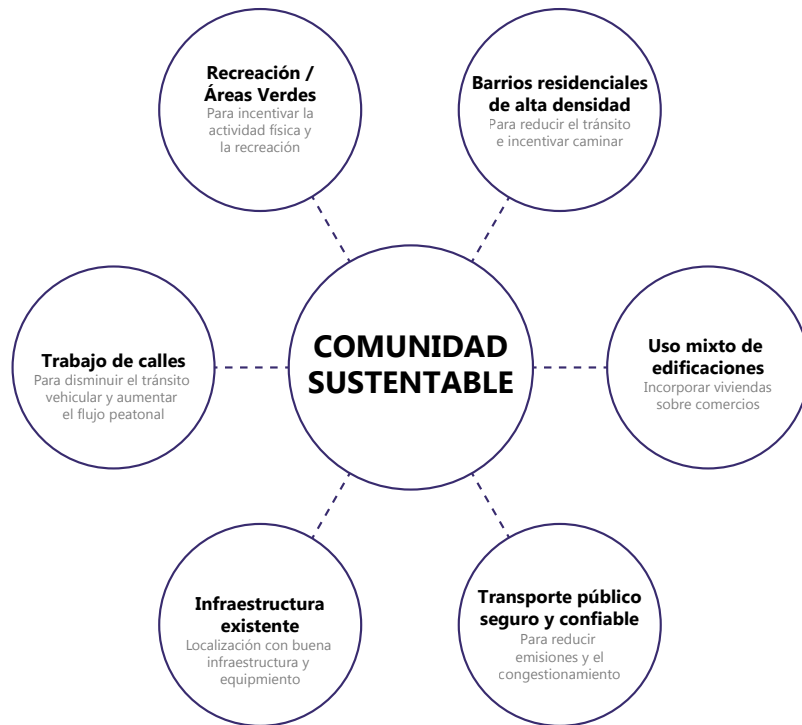 Recreación /
Áreas Verdes
Para incentivar la
actividad física y
la recreación
Barrios residenciales
de alta densidad
Para reducir el tránsito
e incentivar caminar
Trabajo de calles
Para disminuir el tránsito
vehicular y aumentar
el flujo peatonal
COMUNIDAD
SUSTENTABLE
Uso mixto de
edificaciones
Incorporar viviendas
sobre comercios
Infraestructura
existente
Localización con buena
infraestructura y
equipmiento
Transporte público
seguro y confiable
Para reducir
emisiones y el
congestionamiento